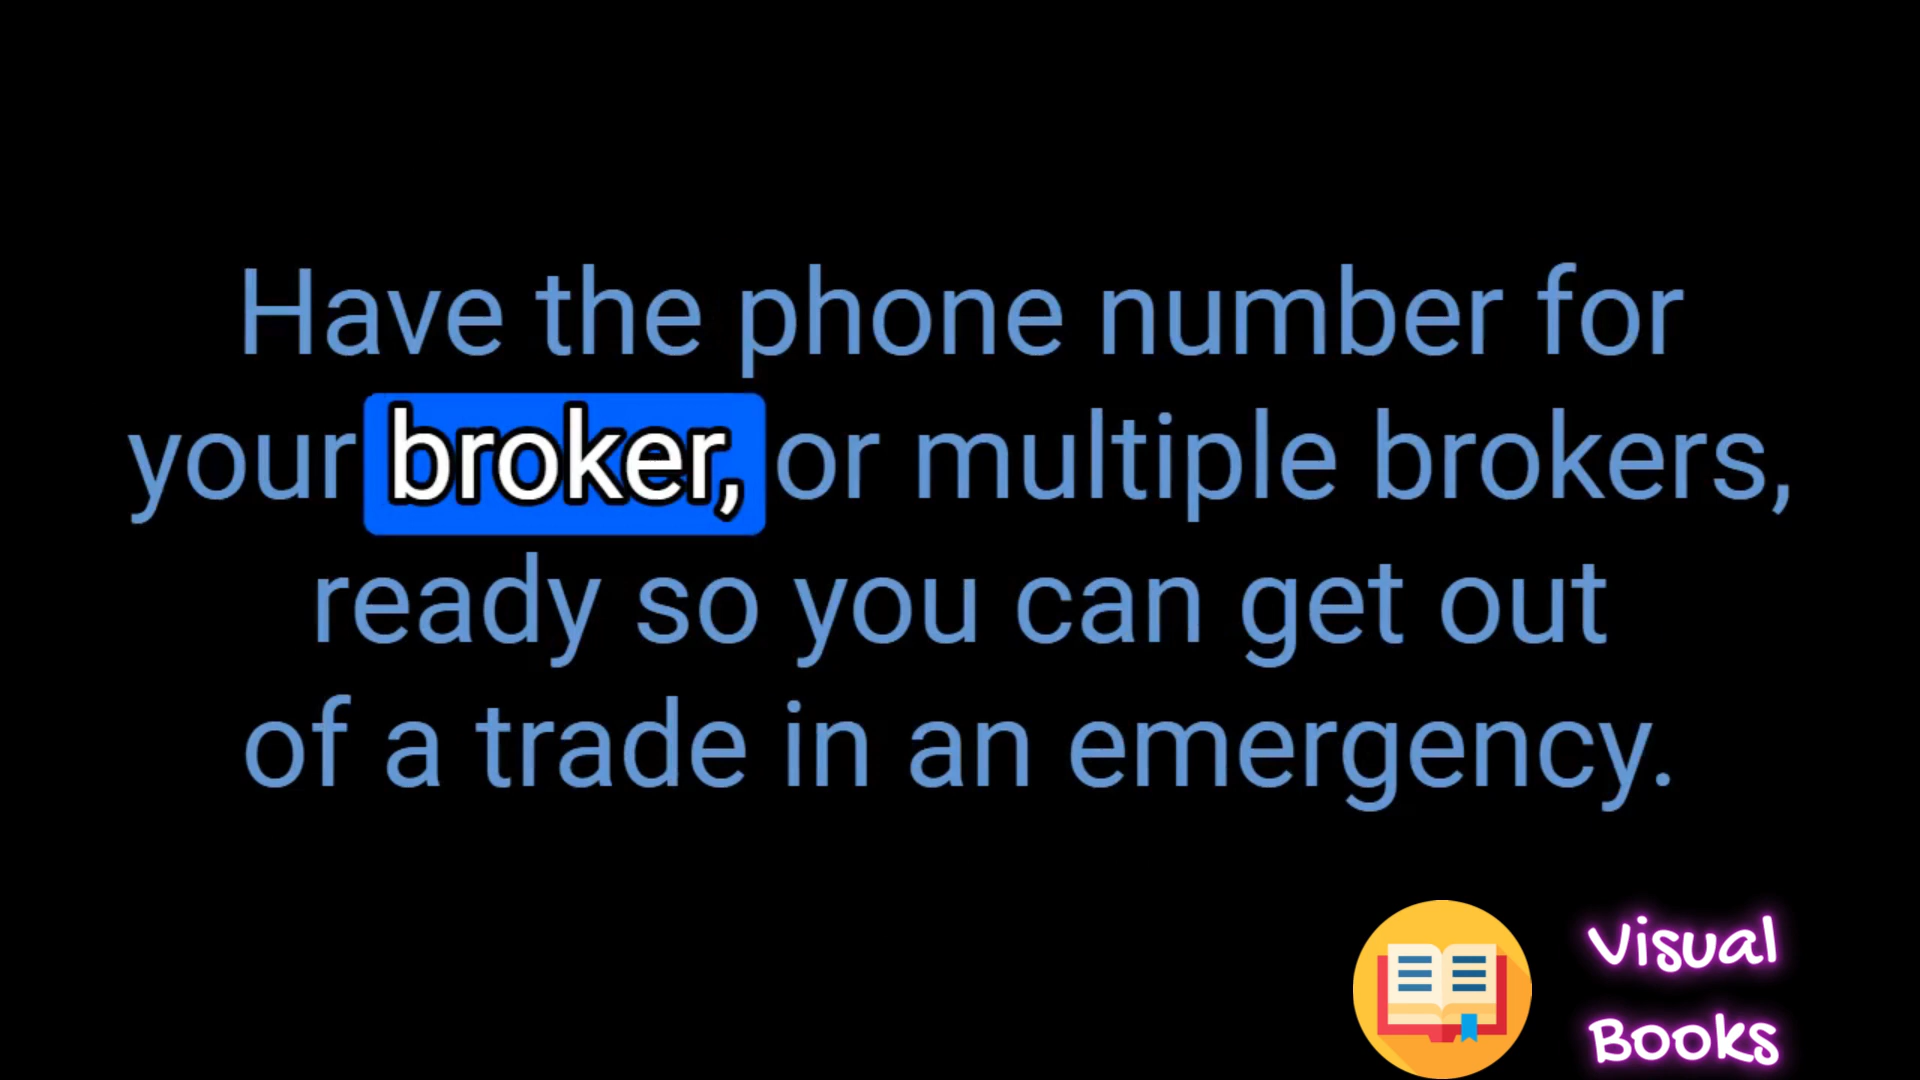 Have the phone number for
your broker, or multiple brokers,
ready so you can get out
of a trade in an emergency.
Visual
Books